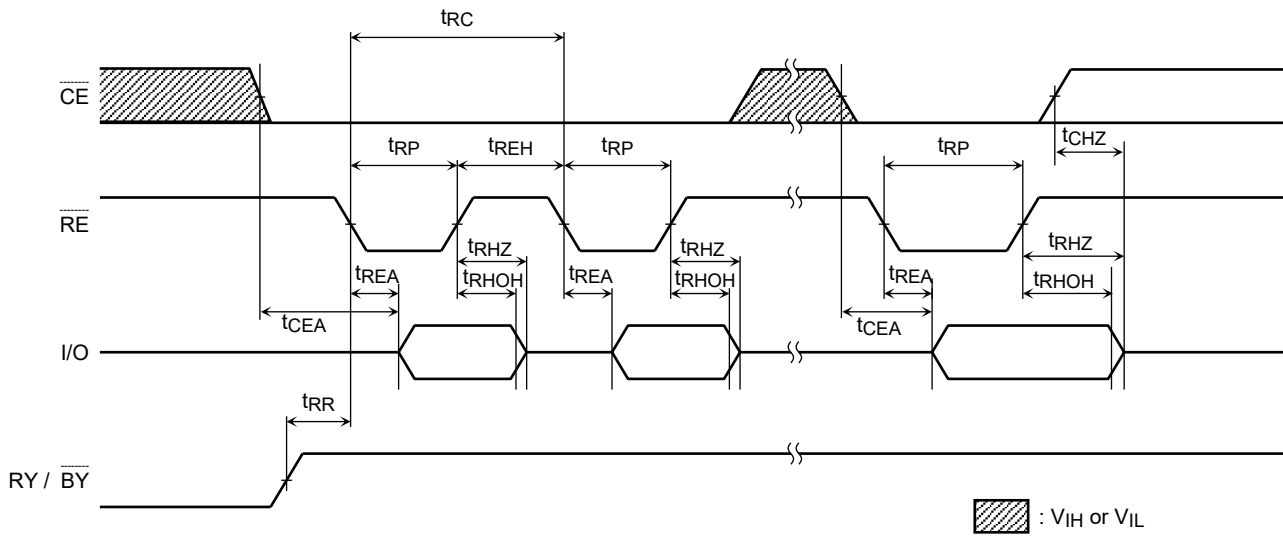 tRC
CE
tCHZ
tRP
tREH
tRP
tRP
RE
tRHZ
tRHZ
tRHZ
tREA
tRHOH
tREA
tRHOH
tREA
tRHOH
tCEA
tCEA
I/O
tRR
RY / BY
: VIH or VIL